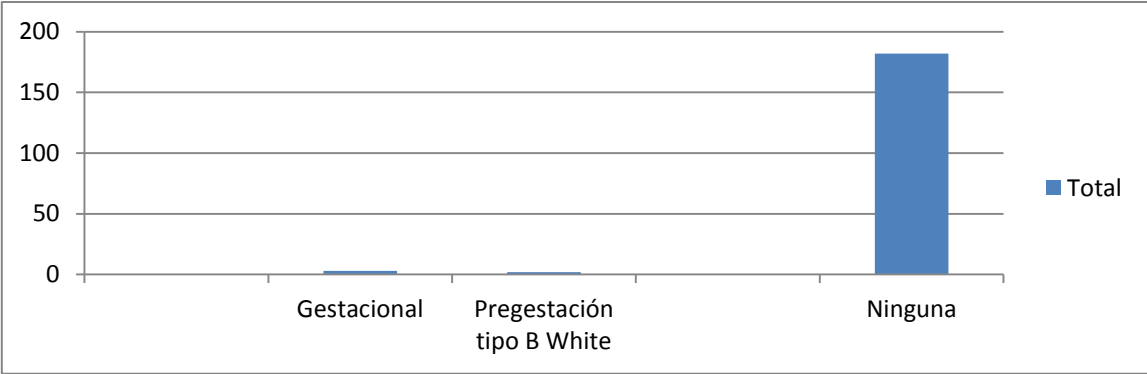 200
150
100
50
0
Gestacional
Pregestación
tipo B White
Ninguna
Total